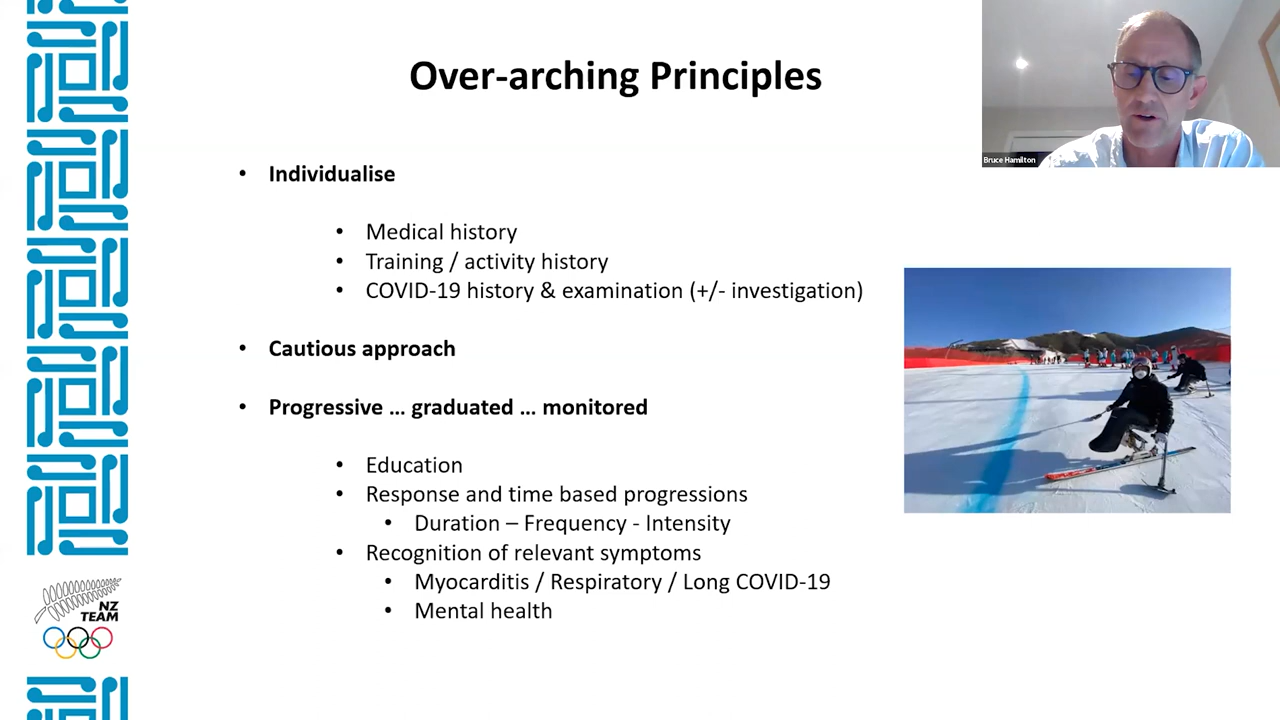 Over-arching Principles
Bruce Hamilton
• Individualise
• Medical history
• Training / activity history
• COVID-19 history & examination (+/- investigation)
• Cautious approach
• Progressive ... graduated ... monitored
• Education
• Response and time based progressions
• Duration – Frequency - Intensity
• Recognition of relevant symptoms
• Myocarditis / Respiratory / Long COVID-19
• Mental health
NZ
TEAM